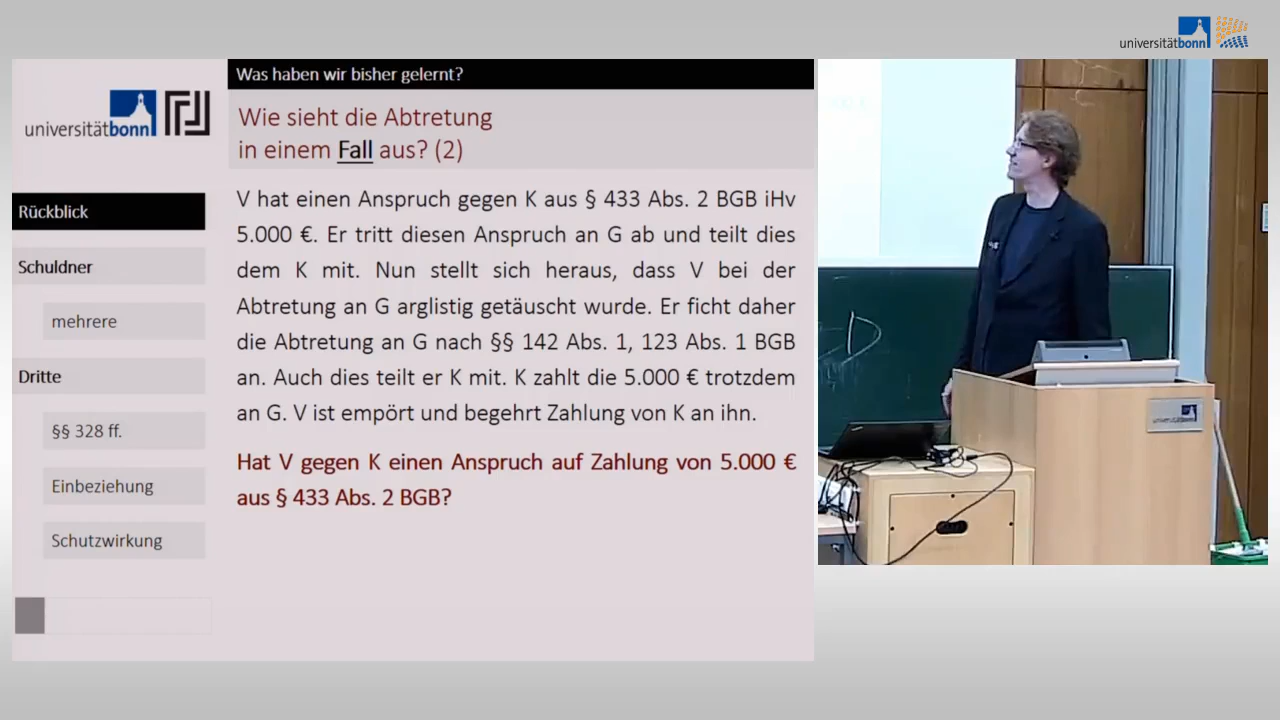 universitätbonn
Was haben wir bisher gelernt?
universitätbonn
Wie sieht die Abtretung
in einem Fall aus? (2)
Rückblick
Schuldner
mehrere
Dritte
§§ 328 ff.
Einbeziehung
Schutzwirkung
V hat einen Anspruch gegen K aus § 433 Abs. 2 BGB iHv
5.000 €. Er tritt diesen Anspruch an G ab und teilt dies
dem K mit. Nun stellt sich heraus, dass V bei der
Abtretung an G arglistig getäuscht wurde. Er ficht daher
die Abtretung an G nach §§ 142 Abs. 1, 123 Abs. 1 BGB
an. Auch dies teilt er K mit. K zahlt die 5.000 € trotzdem
an G. V ist empört und begehrt Zahlung von K an ihn.
Hat V gegen K einen Anspruch auf Zahlung von 5.000 €
aus § 433 Abs. 2 BGB?
D
universitätbonn